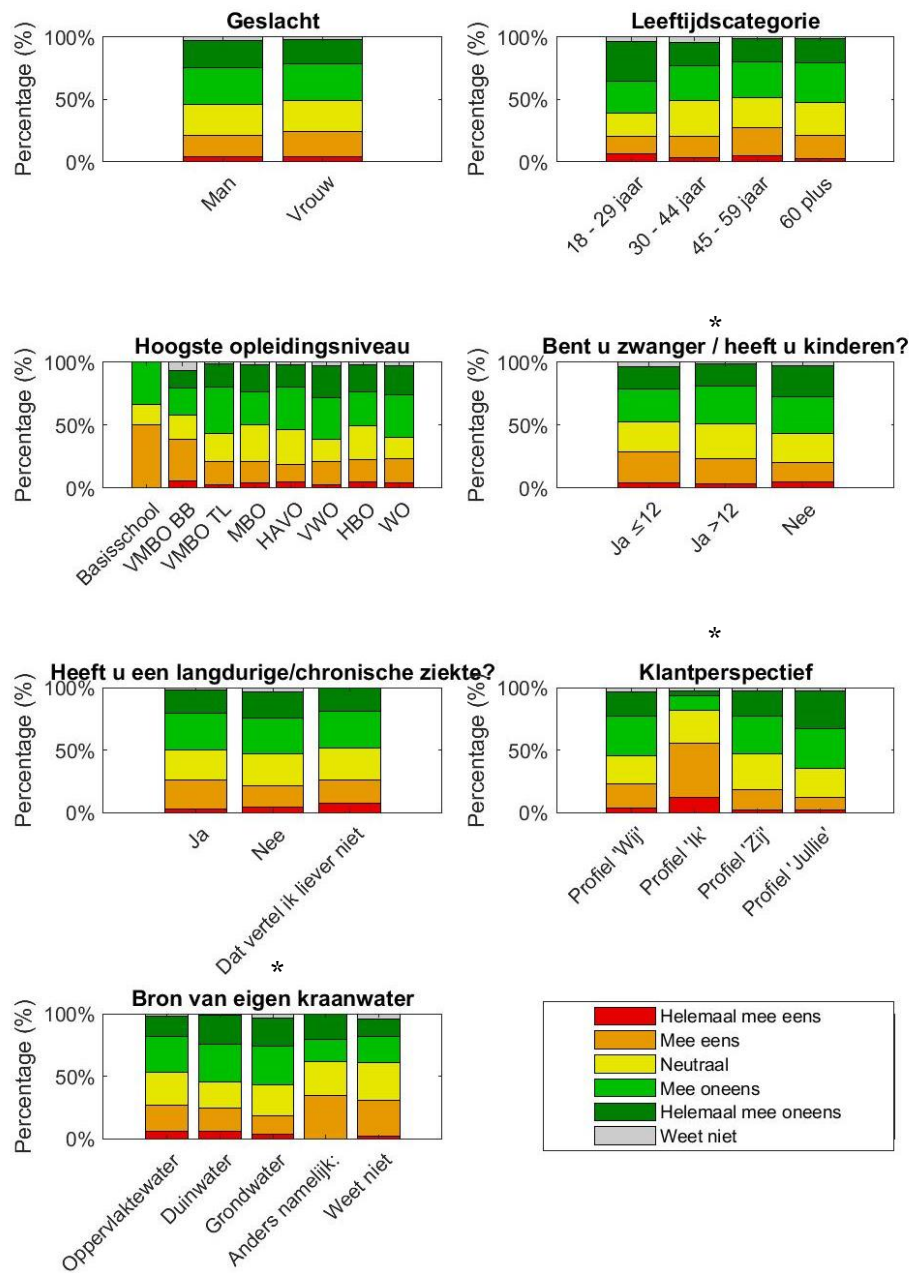 Geslacht
Percentage (%)
100%
50%
0%
Man
Vrouw
Leeftijdscategorie
Percentage (%)
100%
50%
0%
18 - 29 jaar
30 - 44 jaar
45 - 59 jaar
60 plus
Hoogste opleidingsniveau
Percentage (%)
100%
50%
0%
Basisschool
VMBO BB
VMBO TL
MBO
HAVO
VWO
HBO
WO
*
Bent u zwanger / heeft u kinderen?
Percentage (%)
100%
50%
0%
Ja ≤12
Ja >12
Nee
Heeft u een langdurige/chronische ziekte?
Percentage (%)
100%
50%
0%
Ja
Nee
Dat vertel ik liever niet
*
Klantperspectief
Percentage (%)
100%
50%
0%
Profiel 'Wij'
Profiel 'Ik'
Profiel 'Zij'
Profiel 'Jullie'
*
Bron van eigen kraanwater
Percentage (%)
100%
50%
0%
Oppervlaktewater
Duinwater
Grondwater
Anders namelijk:
Weet niet
Helemaal mee eens
Mee eens
Neutraal
Mee oneens
Helemaal mee oneens
Weet niet